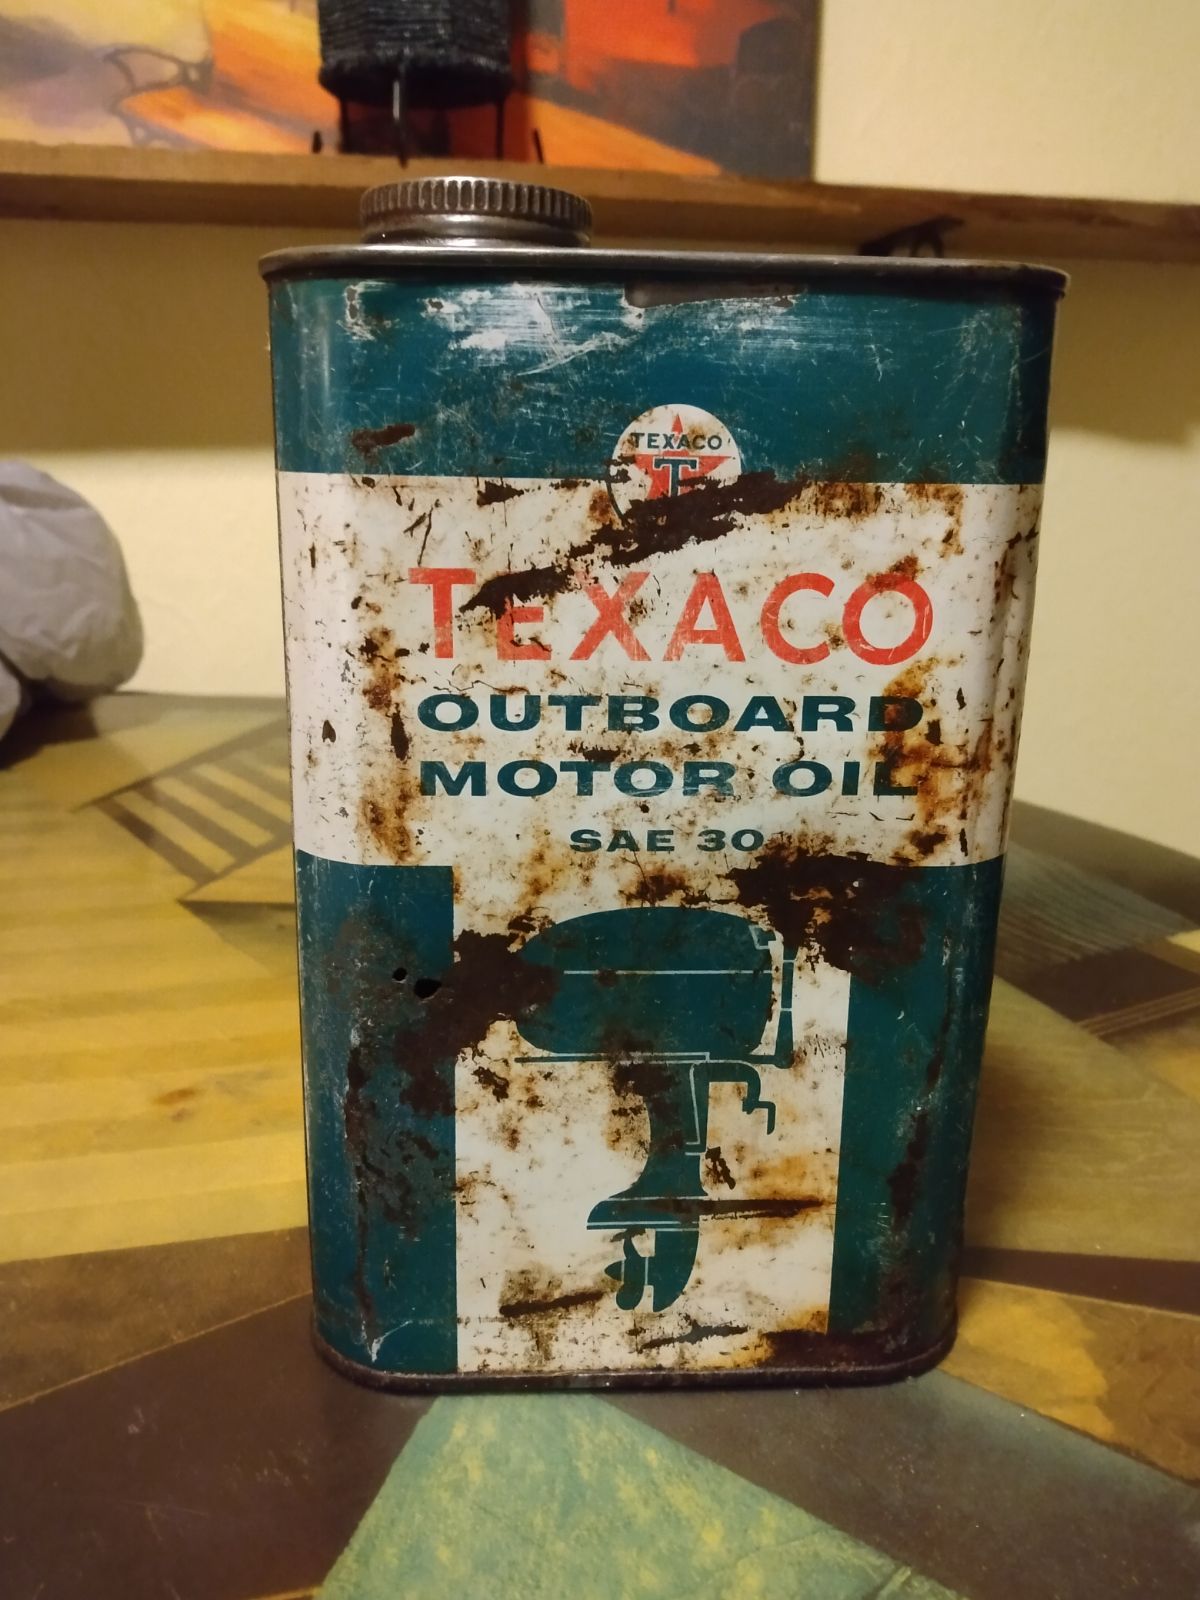 TEXACO
T
TEXACO
OUTBOARD
MOTOR OIL
SAE 30